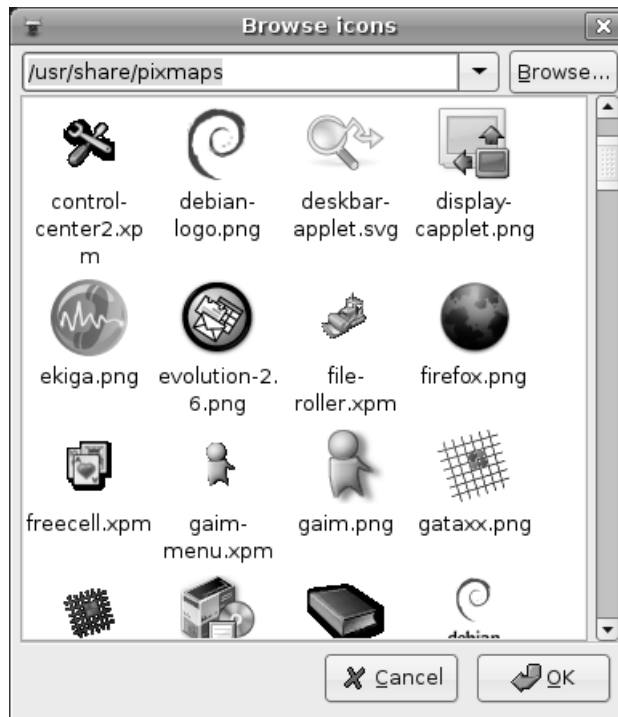 Browse icons
/usr/share/pixmaps
Browse...
control-
center2.xp
m
debian-
logo.png
deskbar-
applet.svg
display-
capplet.png
ekiga.png
evolution-2.
6.png
file-
roller.xpm
firefox.png
freecell.xpm
gaim-
menu.xpm
gaim.png
gataxx.png
debian
Cancel
OK